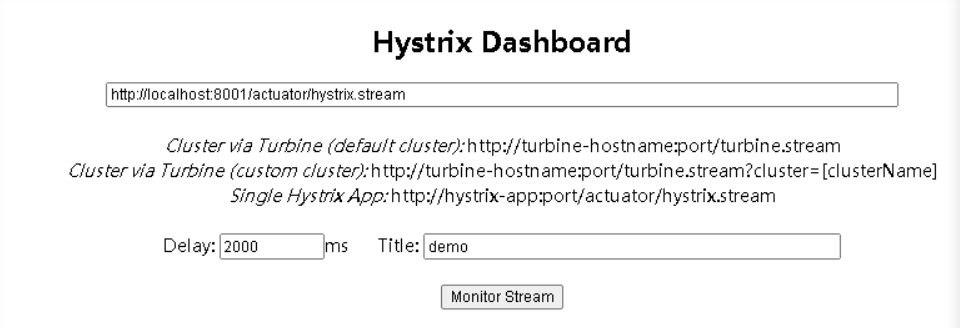 Hystrix Dashboard
http://localhost:8001/actuator/hystrix.stream
Cluster via Turbine (default cluster): http://turbine-hostname:port/turbine.stream
Cluster via Turbine (custom cluster): http://turbine-hostname:port/turbine.stream?cluster=[clusterName]
Single Hystrix App: http://hystrix-app:port/actuator/hystrix.stream
Delay: 2000 ms Title: demo
Monitor Stream